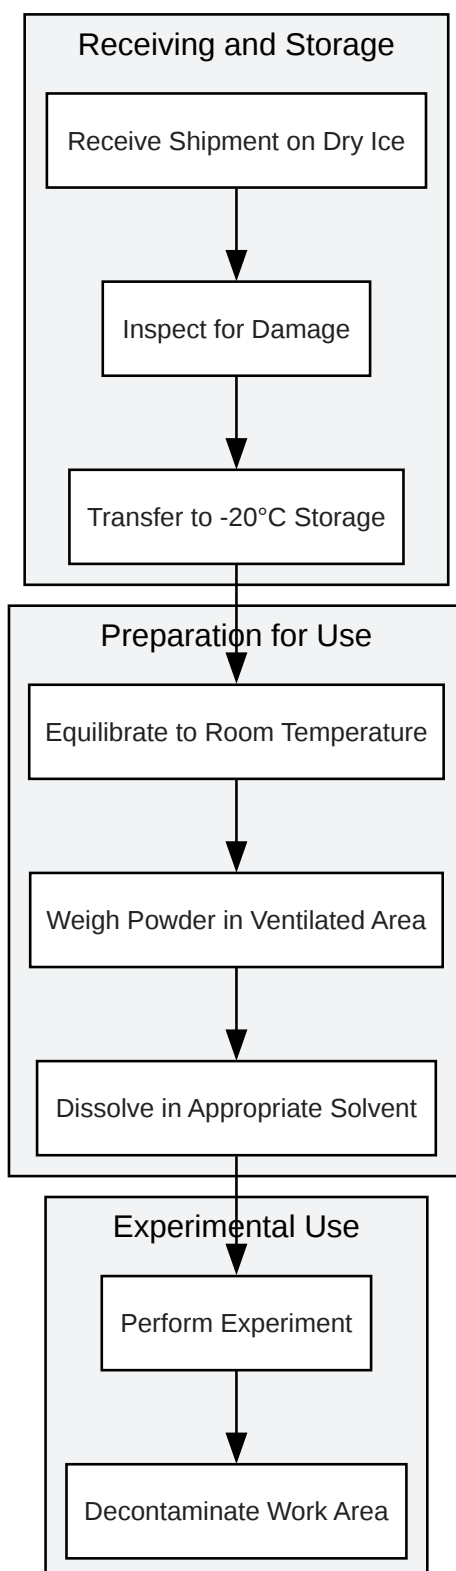 Receiving and Storage
Receive Shipment on Dry Ice
Inspect for Damage
Transfer to -20°C Storage
Preparation for Use
Equilibrate to Room Temperature
Weigh Powder in Ventilated Area
Dissolve in Appropriate Solvent
Experimental Use
Perform Experiment
Decontaminate Work Area